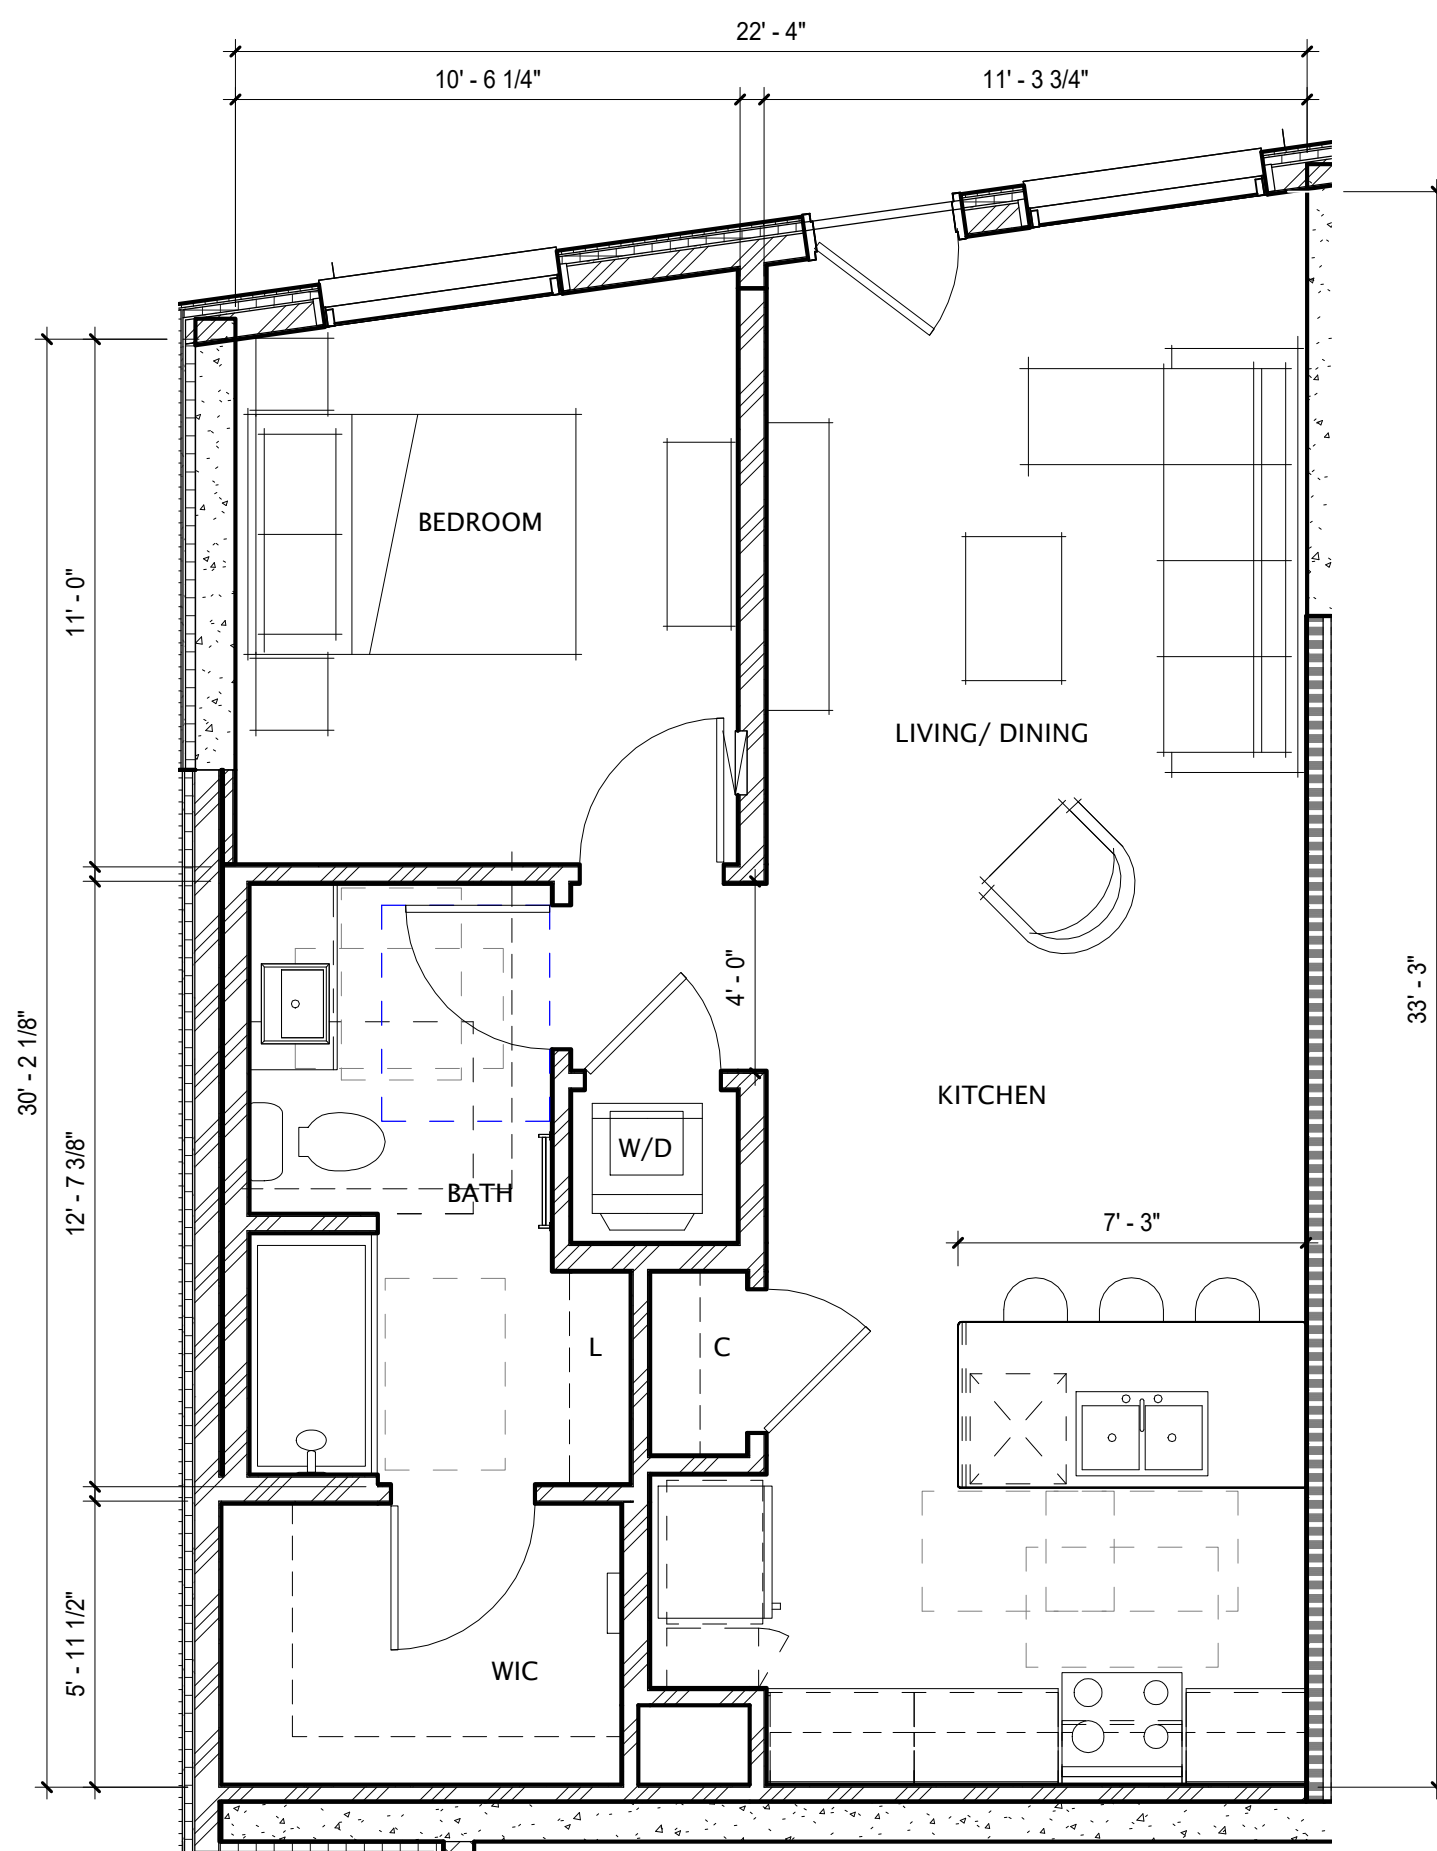 22' - 4"
10' - 6 1/4"
11' - 3 3/4"
BEDROOM
11' - 0"
LIVING/ DINING
4' - 0"
33' - 3"
30' - 2 1/8"
KITCHEN
W/D
12' - 7 3/8"
BATH
7' - 3"
L
C
5' - 11 1/2"
WIC